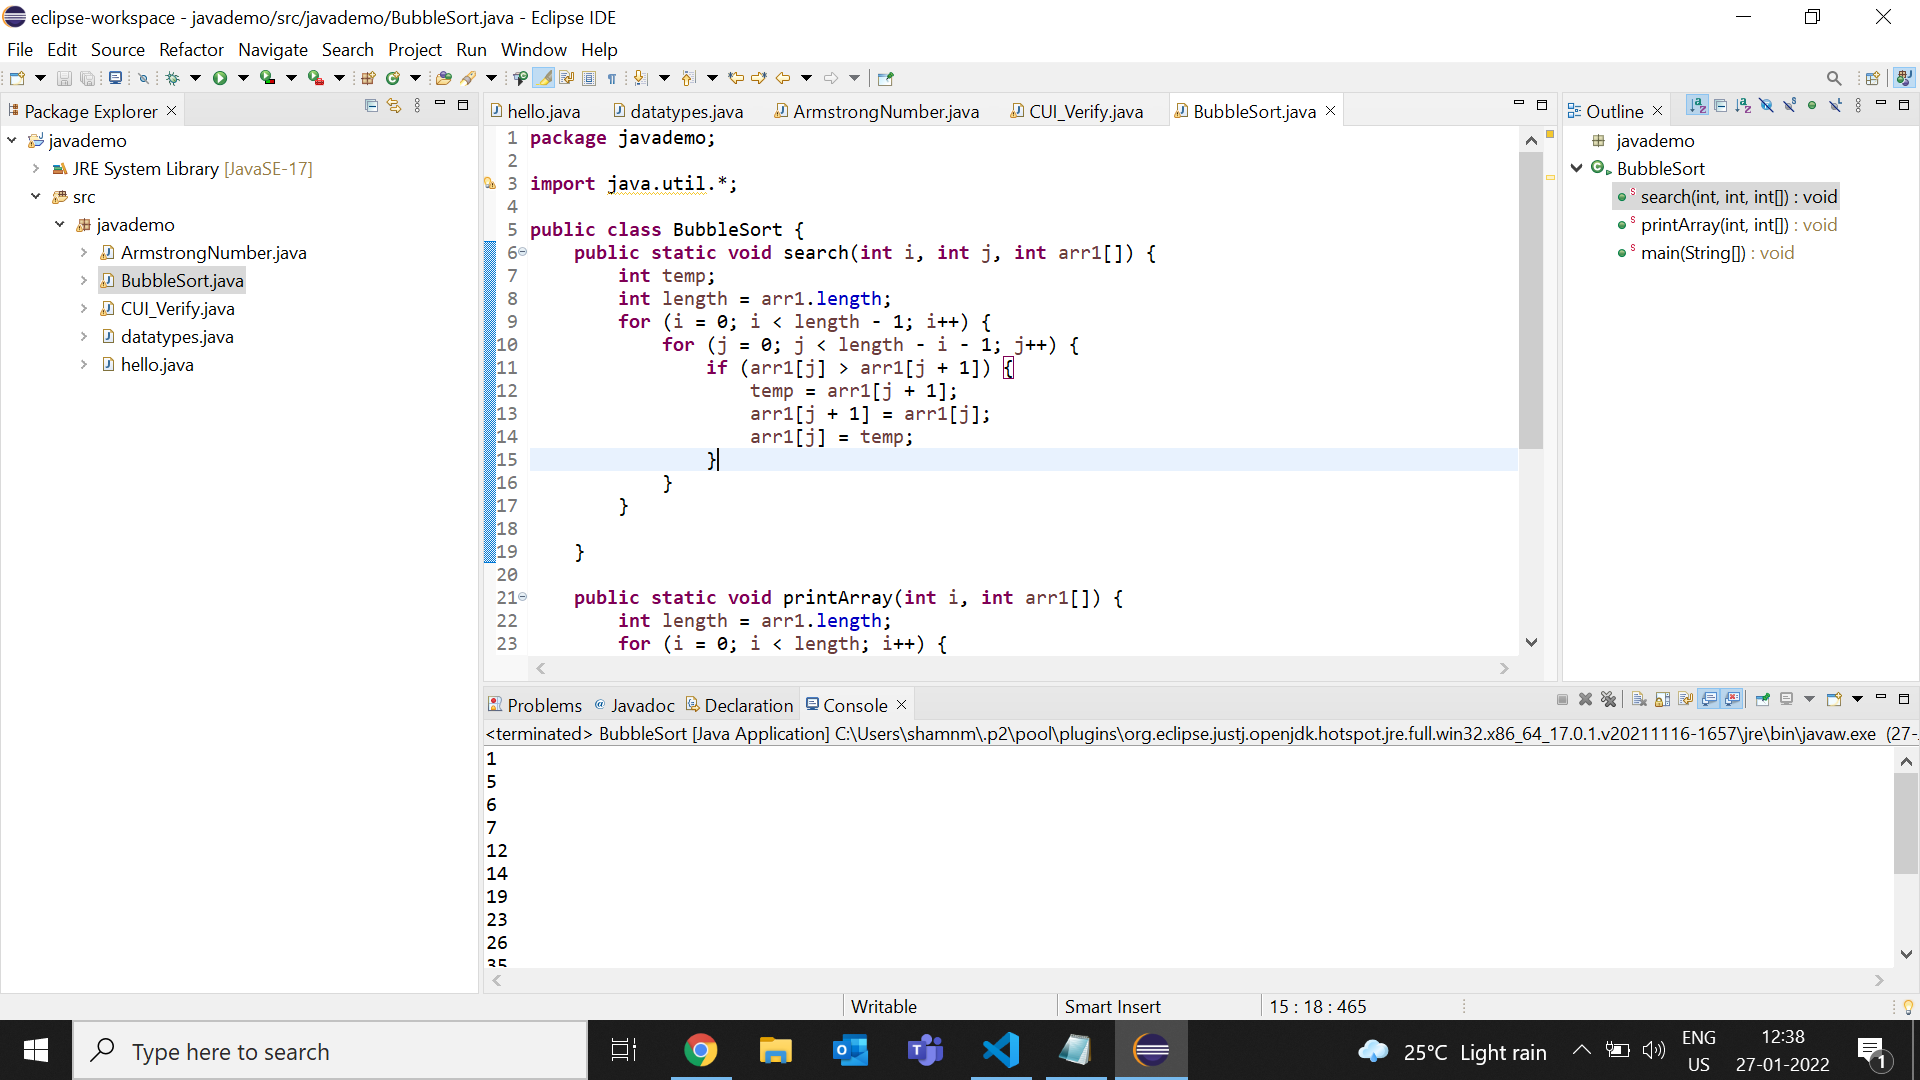 eclipse-workspace - javademo/src/javademo/BubbleSort.java - Eclipse IDE
File Edit Source Refactor Navigate Search Project Run Window Help
Package Explorer
javademo
JRE System Library [JavaSE-17]
src
javademo
ArmstrongNumber.java
BubbleSort.java
CUI_Verify.java
datatypes.java
hello.java
hello.java datatypes.java ArmstrongNumber.java CUI_Verify.java BubbleSort.java
1 package javademo;
2
3 import java.util.*;
4
5 public class BubbleSort {
6 public static void search(int i, int j, int arr1[]) {
7 int temp;
8 int length = arr1.length;
9 for (i = 0; i < length - 1; i++) {
10 for (j = 0; j < length - i - 1; j++) {
11 if (arr1[j] > arr1[j + 1]) {
12 temp = arr1[j + 1];
13 arr1[j + 1] = arr1[j];
14 arr1[j] = temp;
15 }
16 }
17 }
18
19 }
20
21 public static void printArray(int i, int arr1[]) {
22 int length = arr1.length;
23 for (i = 0; i < length; i++) {
Outline
javademo
BubbleSort
search(int, int, int[]) : void
printArray(int, int[]) : void
main(String[]) : void
Problems Javadoc Declaration Console
<terminated> BubbleSort [Java Application] C:\Users\shamnm\.p2\pool\plugins\org.eclipse.justj.openjdk.hotspot.jre.full.win32.x86_64_17.0.1.v20211116-1657\jre\bin\javaw.exe (27-
1
5
6
7
12
14
19
23
26
35
Writable Smart Insert 15 : 18 : 465
Type here to search
25°C Light rain
ENG
US
12:38
27-01-2022
1